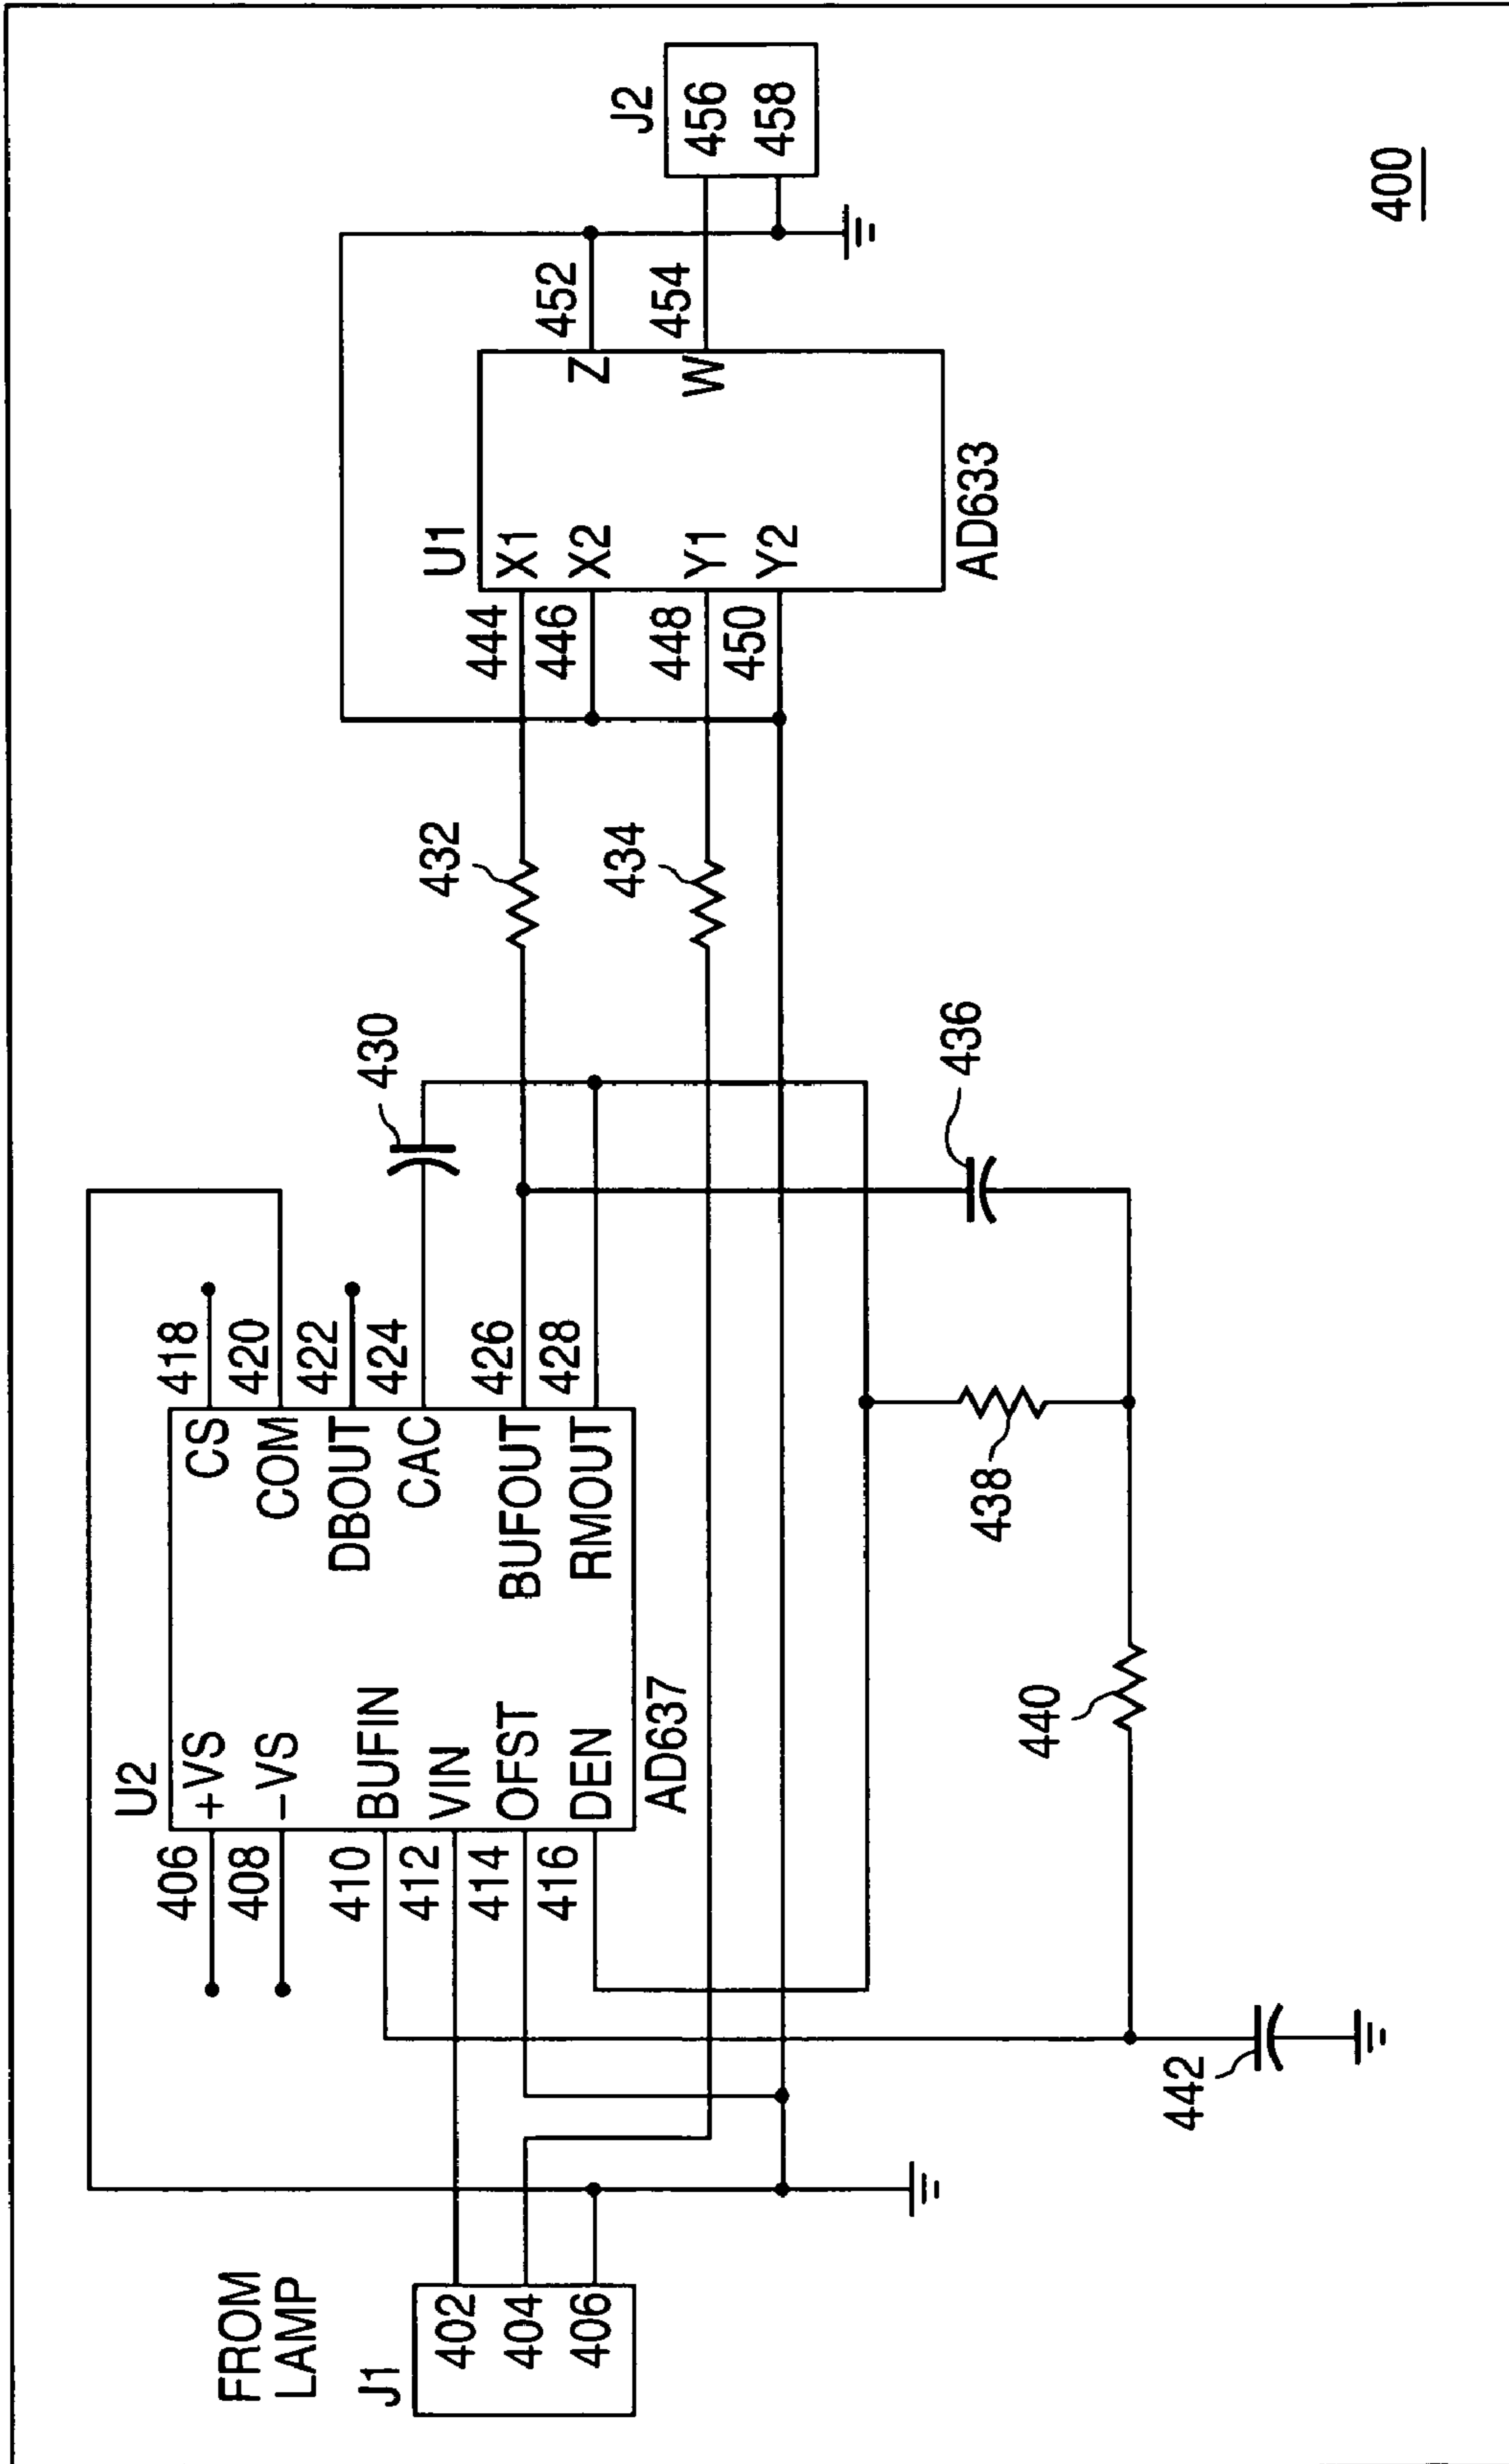 FROM
LAMP
J1
402
404
406
U2
406
408
410
412
414
416
+VS
−VS
BUFIN
VIN
OFST
DEN
CS
COM
DBOUT
CAC
BUFOUT
RMOUT
AD637
418
420
422
424
426
428
430
432
434
436
438
440
442
U1
444
446
448
450
X1
X2
Y1
Y2
Z
W
AD633
452
454
J2
456
458
400